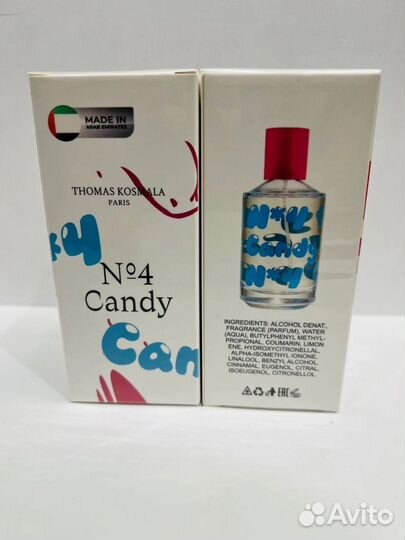 MADE IN
ARAB EMIRATES
THOMAS KOSMALA
PARIS
*4
Nº4
Candy
Can
N*4
Candy
N*4
INGREDIENTS: ALCOHOL DENAT.,
FRAGRANCE (PARFUM), WATER
(AQUA), BUTYLPHENYL METHYL-
PROPIONAL, COUMARIN, LIMON
ENE, HYDROXYCITRONELLAL,
ALPHA-ISOMETHYL IONONE,
LINALOOL, BENZYL ALCOHOL,
CINNAMAL, EUGENOL, CITRAL,
ISOEUGENOL, CITRONELLOL.
EAC
Avito